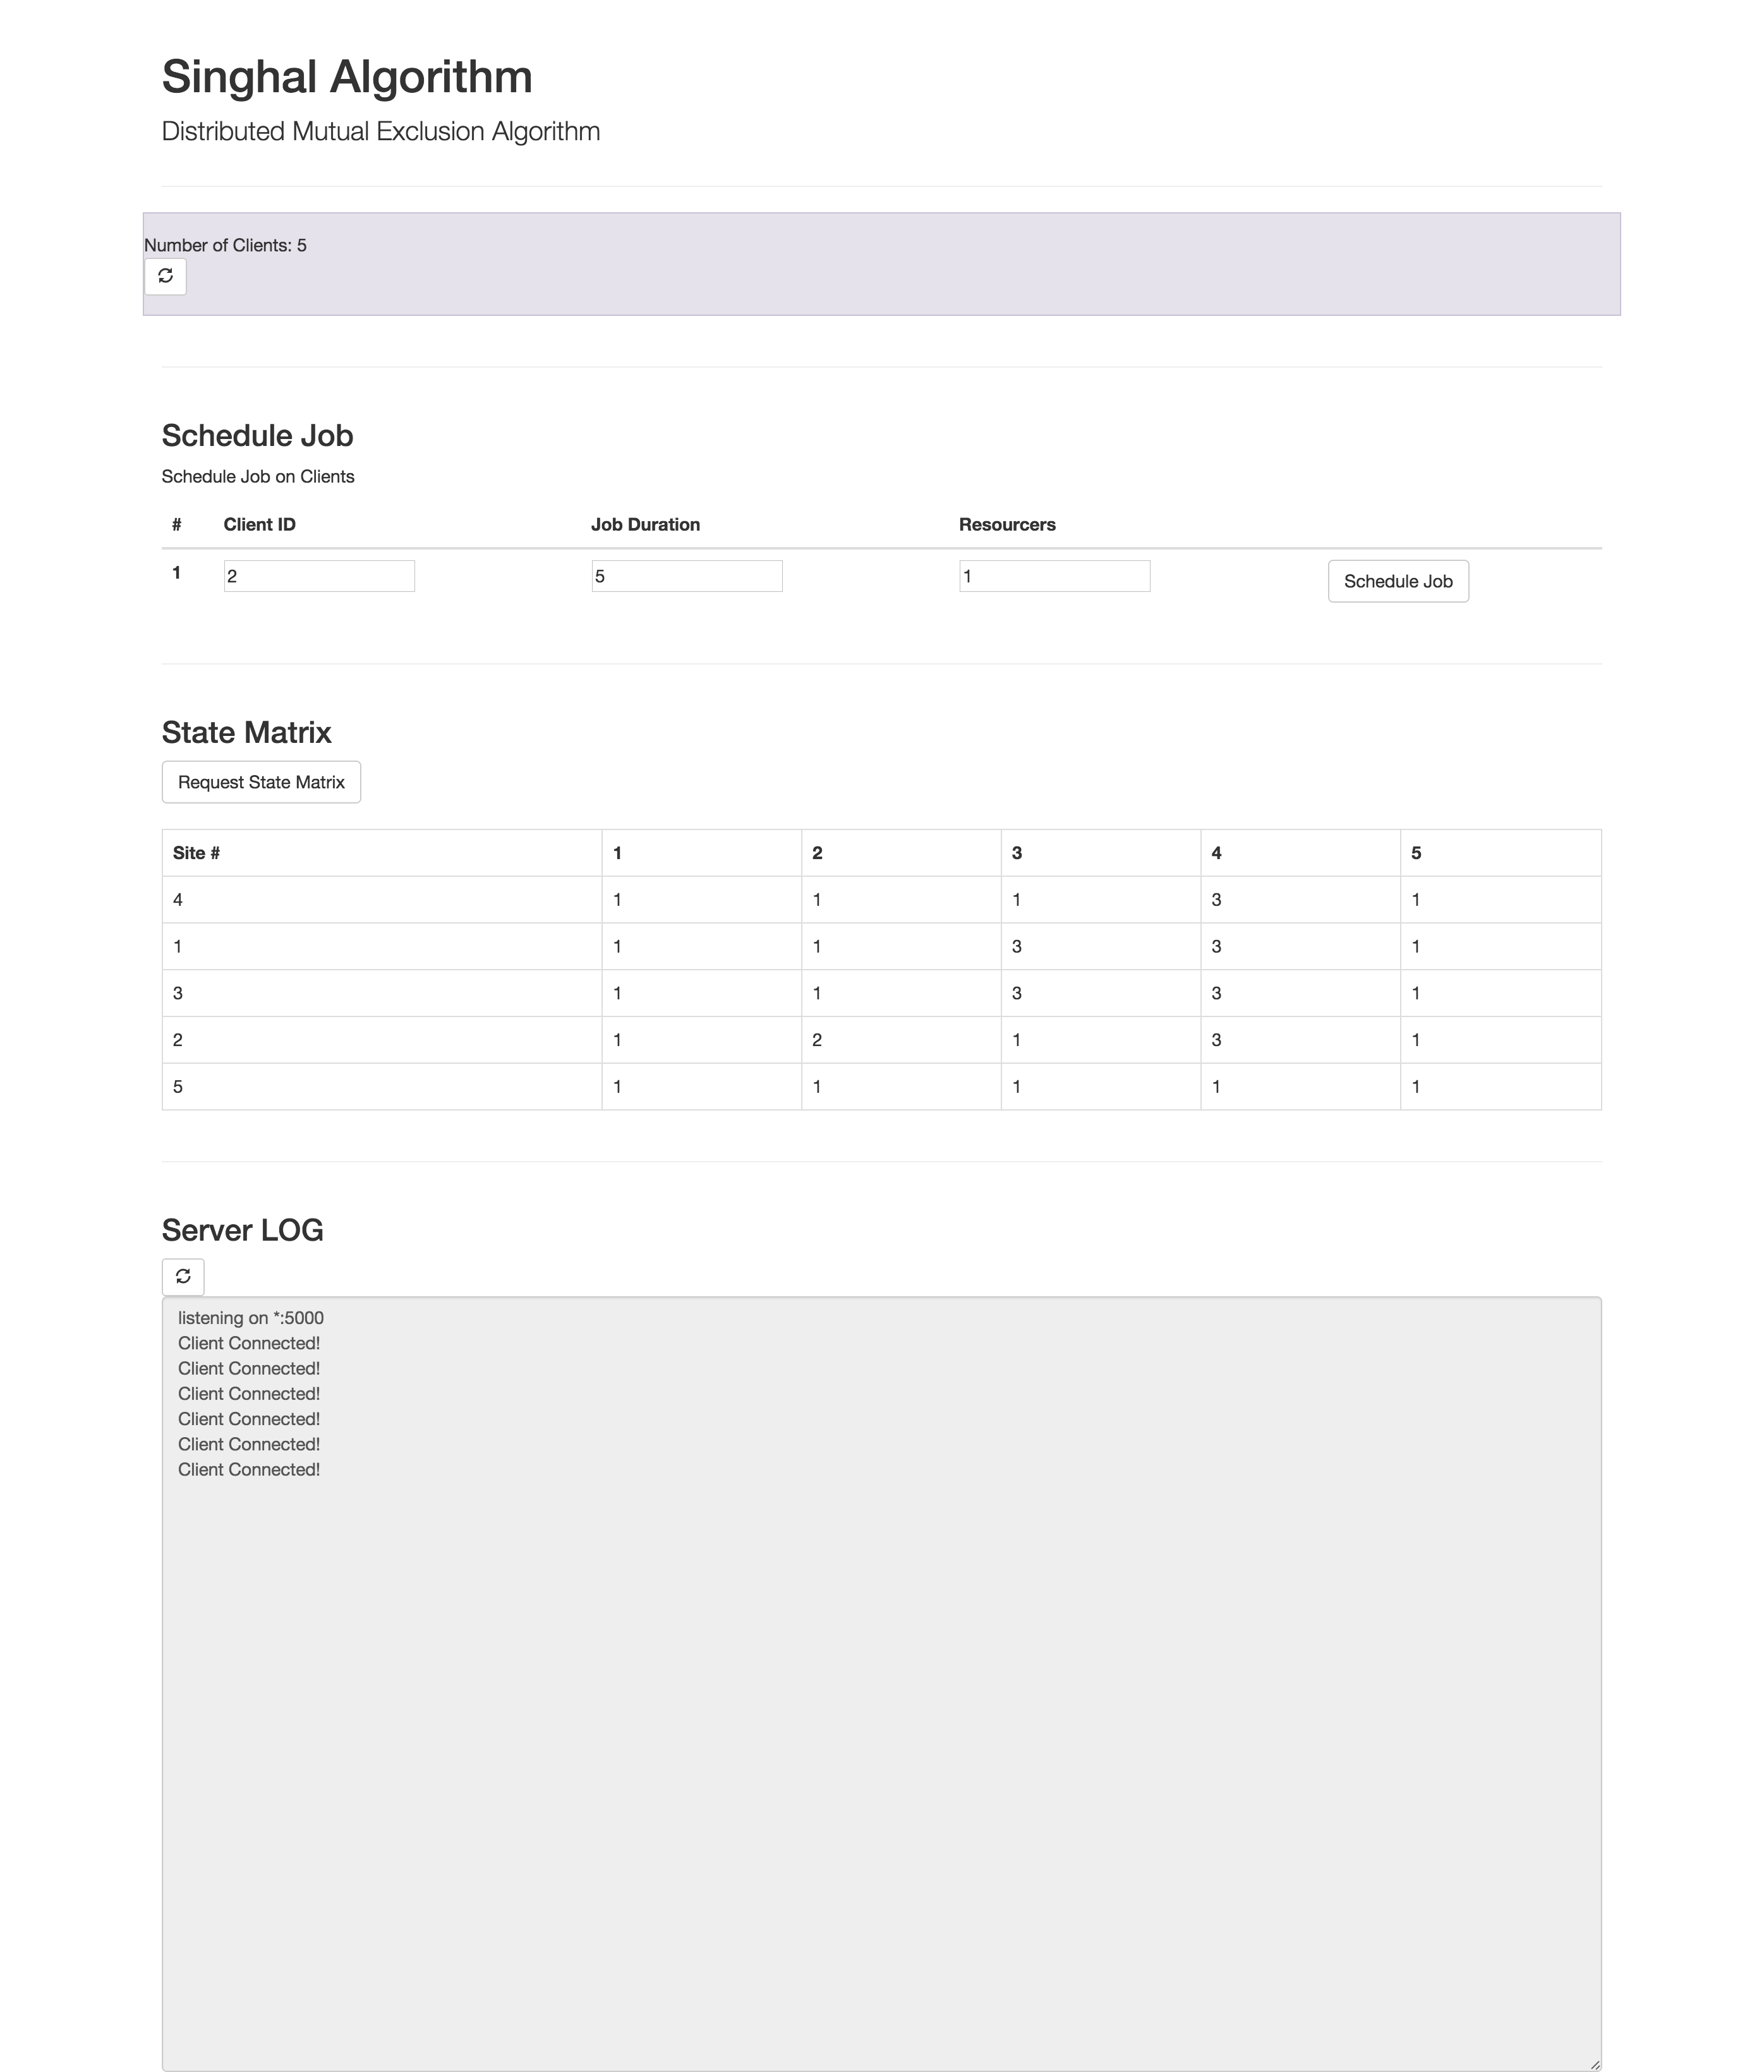 Singhal Algorithm
Distributed Mutual Exclusion Algorithm
Number of Clients: 5
Schedule Job
Schedule Job on Clients
# Client ID Job Duration Resourcers
1 2 5 1 Schedule Job
State Matrix
Request State Matrix
Site # 1 2 3 4 5
4 1 1 1 3 1
1 1 1 3 3 1
3 1 1 3 3 1
2 1 2 1 3 1
5 1 1 1 1 1
Server LOG
listening on *:5000
Client Connected!
Client Connected!
Client Connected!
Client Connected!
Client Connected!
Client Connected!